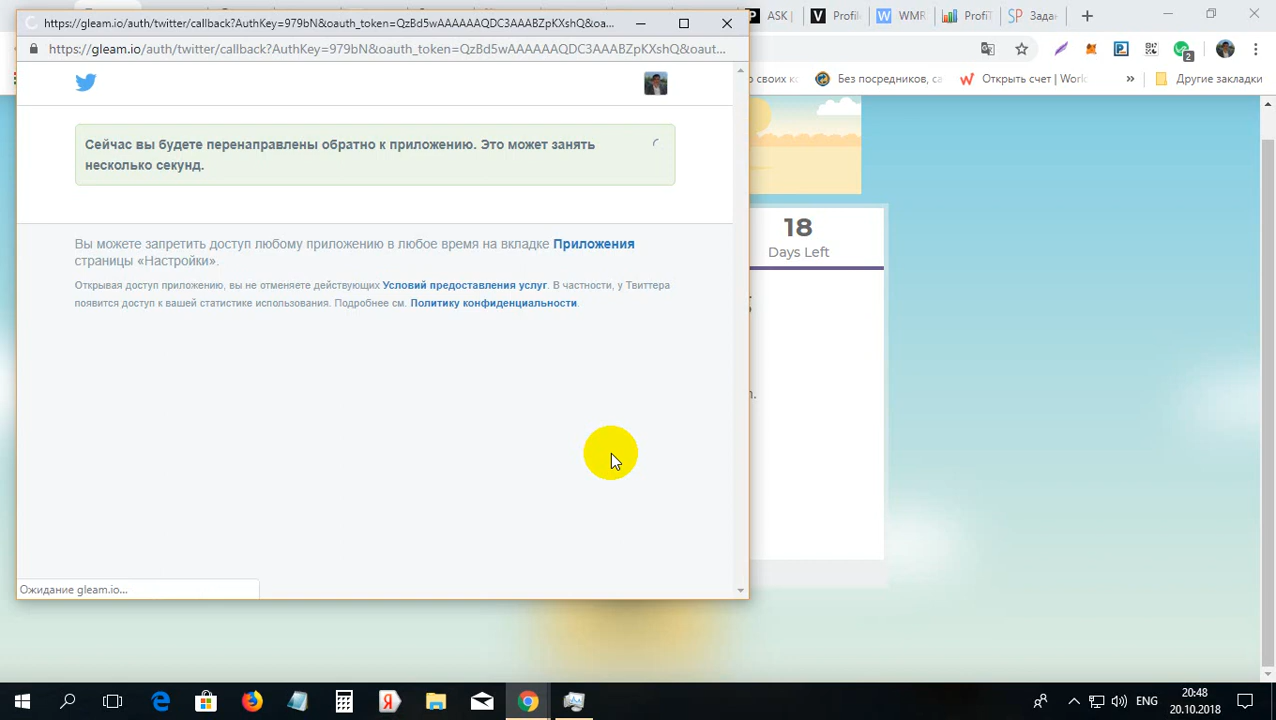 https://gleam.io/auth/twitter/callback?AuthKey=979bN&oauth_token=QzBd5wAAAAAAQDC3AAABZpKXshQ&oa...
ASK |
Profile
WMR
ProfiT
Зада
https://gleam.io/auth/twitter/callback?AuthKey=979bN&oauth_token=QzBd5wAAAAAAQDC3AAABZpKXshQ&oaut...
2
о своих
Без посредников, са
Открыть счет | Worl
»
Другие закладки
Сейчас вы будете перенаправлены обратно к приложению. Это может занять
несколько секунд.
18
Days Left
Вы можете запретить доступ любому приложению в любое время на вкладке Приложения
страницы «Настройки».
Открывая доступ приложению, вы не отменяете действующих Условий предоставления услуг. В частности, у Твиттера
появится доступ к вашей статистике использования. Подробнее см. Политику конфиденциальности.
Ожидание gleam.io...
ENG
20:48
20.10.2018